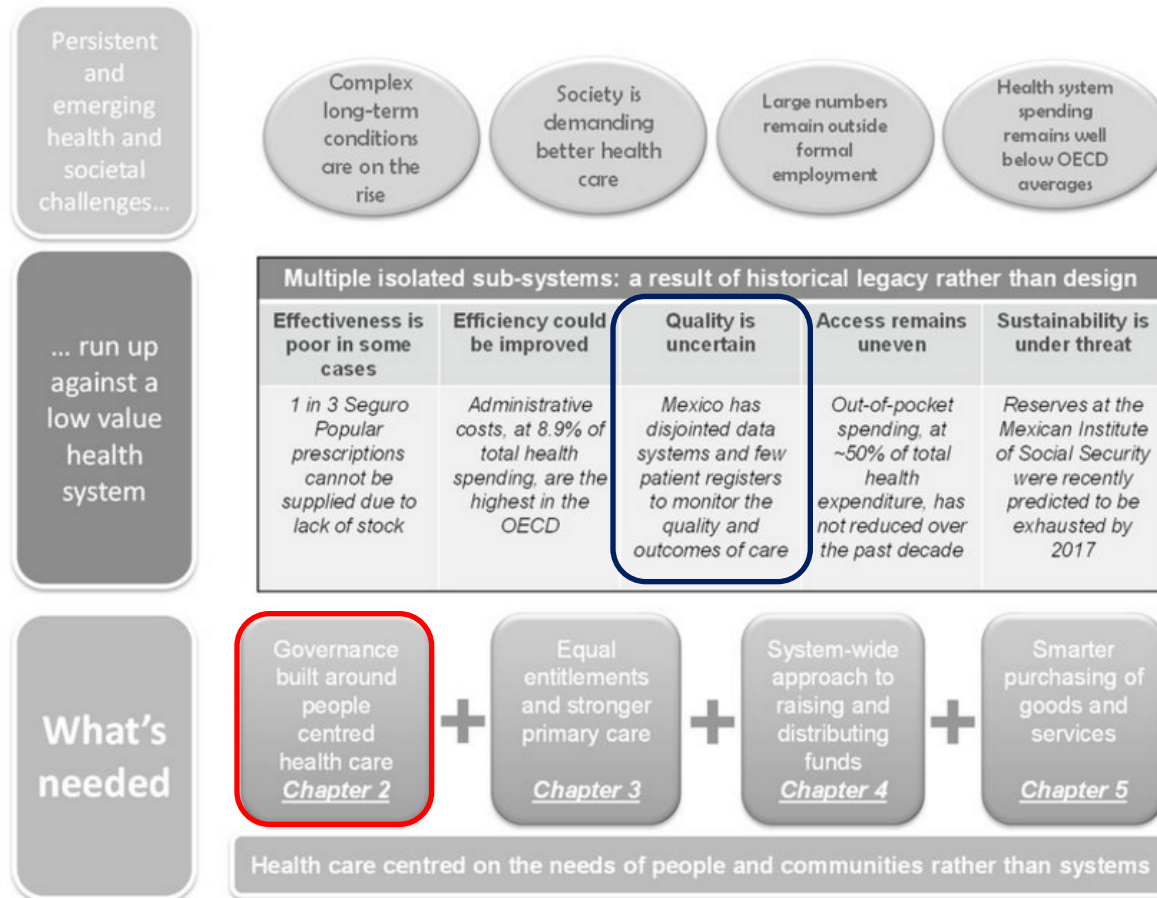 Persistent
and
emerging
health and
societal
challenges...
Complex
long-term
conditions
are on the
rise
Society is
demanding
better health
care
Large numbers
remain outside
formal
employment
Health system
spending
remains well
below OECD
averages
... run up
against a
low value
health
system
Multiple isolated sub-systems: a result of historical legacy rather than design
Effectiveness is
poor in some
cases
Efficiency could
be improved
Quality is
uncertain
Access remains
uneven
Sustainability is
under threat
1 in 3 Seguro
Popular
prescriptions
cannot be
supplied due to
lack of stock
Administrative
costs, at 8.9% of
total health
spending, are the
highest in the
OECD
Mexico has
disjointed data
systems and few
patient registers
to monitor the
quality and
outcomes of care
Out-of-pocket
spending, at
~50% of total
health
expenditure, has
not reduced over
the past decade
Reserves at the
Mexican Institute
of Social Security
were recently
predicted to be
exhausted by
2017
What's
needed
Governance
built around
people
centred
health care
Chapter 2
+
Equal
entitlements
and stronger
primary care
Chapter 3
+
System-wide
approach to
raising and
distributing
funds
Chapter 4
+
Smarter
purchasing of
goods and
services
Chapter 5
Health care centred on the needs of people and communities rather than systems